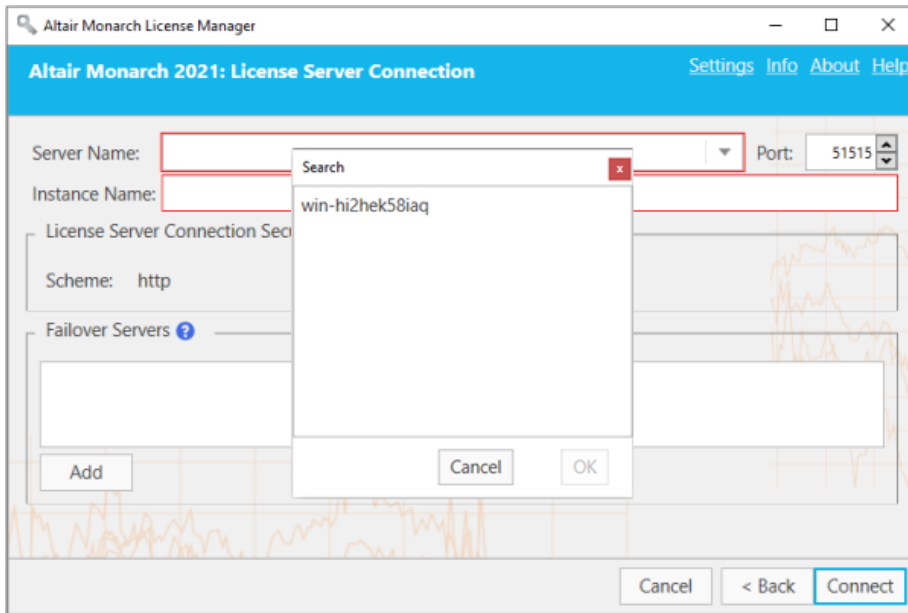 Altair Monarch License Manager
Altair Monarch 2021: License Server Connection
Settings Info About Help
Server Name:
Port: 51515
Search
x
Instance Name:
win-hi2hek58iaq
License Server Connection Secu
Scheme: http
Failover Servers ?
Add
Cancel OK
Cancel < Back Connect